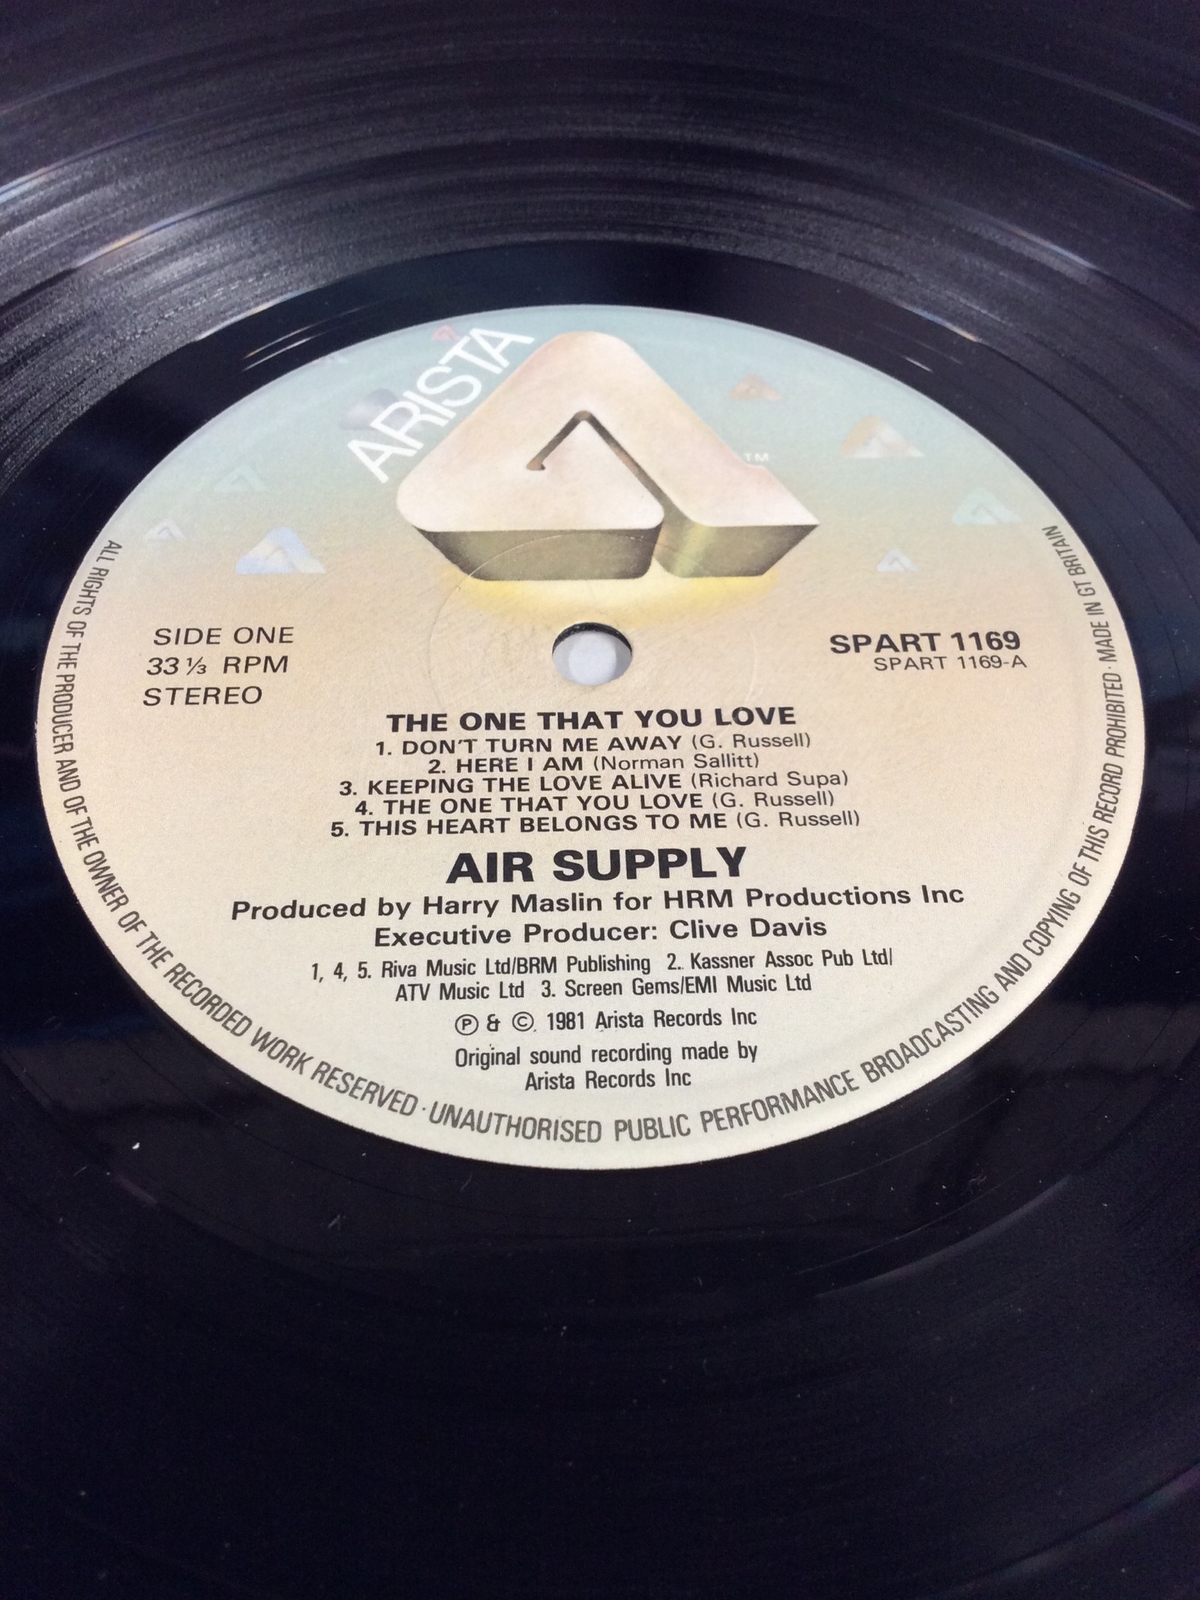 ARISTA
TM
SIDE ONE
33⅓ RPM
STEREO
SPART 1169
SPART 1169-A
THE ONE THAT YOU LOVE
1. DON'T TURN ME AWAY (G. Russell)
2. HERE I AM (Norman Sallitt)
3. KEEPING THE LOVE ALIVE (Richard Supa)
4. THE ONE THAT YOU LOVE (G. Russell)
5. THIS HEART BELONGS TO ME (G. Russell)
AIR SUPPLY
Produced by Harry Maslin for HRM Productions Inc
Executive Producer: Clive Davis
1, 4, 5. Riva Music Ltd/BRM Publishing 2. Kassner Assoc Pub Ltd/
ATV Music Ltd 3. Screen Gems/EMI Music Ltd
Ⓟ & © 1981 Arista Records Inc
Original sound recording made by
Arista Records Inc
ALL RIGHTS OF THE PRODUCER AND OF THE OWNER OF THE RECORDED WORK RESERVED · UNAUTHORISED PUBLIC PERFORMANCE BROADCASTING AND COPYING OF THIS RECORD PROHIBITED · MADE IN GT BRITAIN